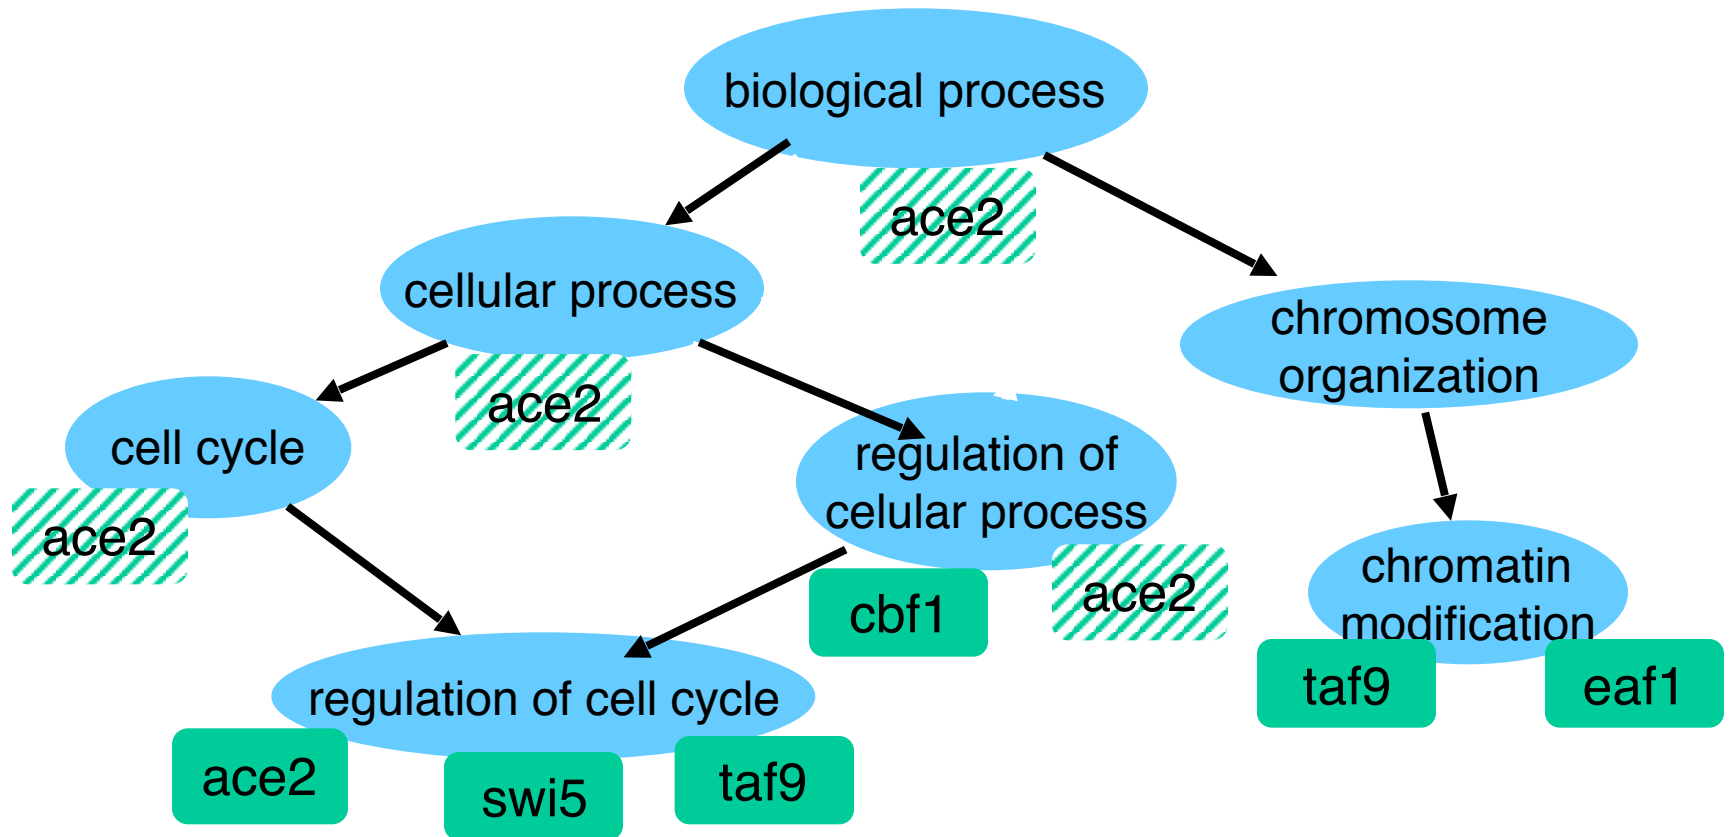 biological process
ace2
cellular process
ace2
chromosome
organization
cell cycle
ace2
regulation of
celular process
cbf1
ace2
chromatin
modification
taf9
eaf1
regulation of cell cycle
ace2
swi5
taf9